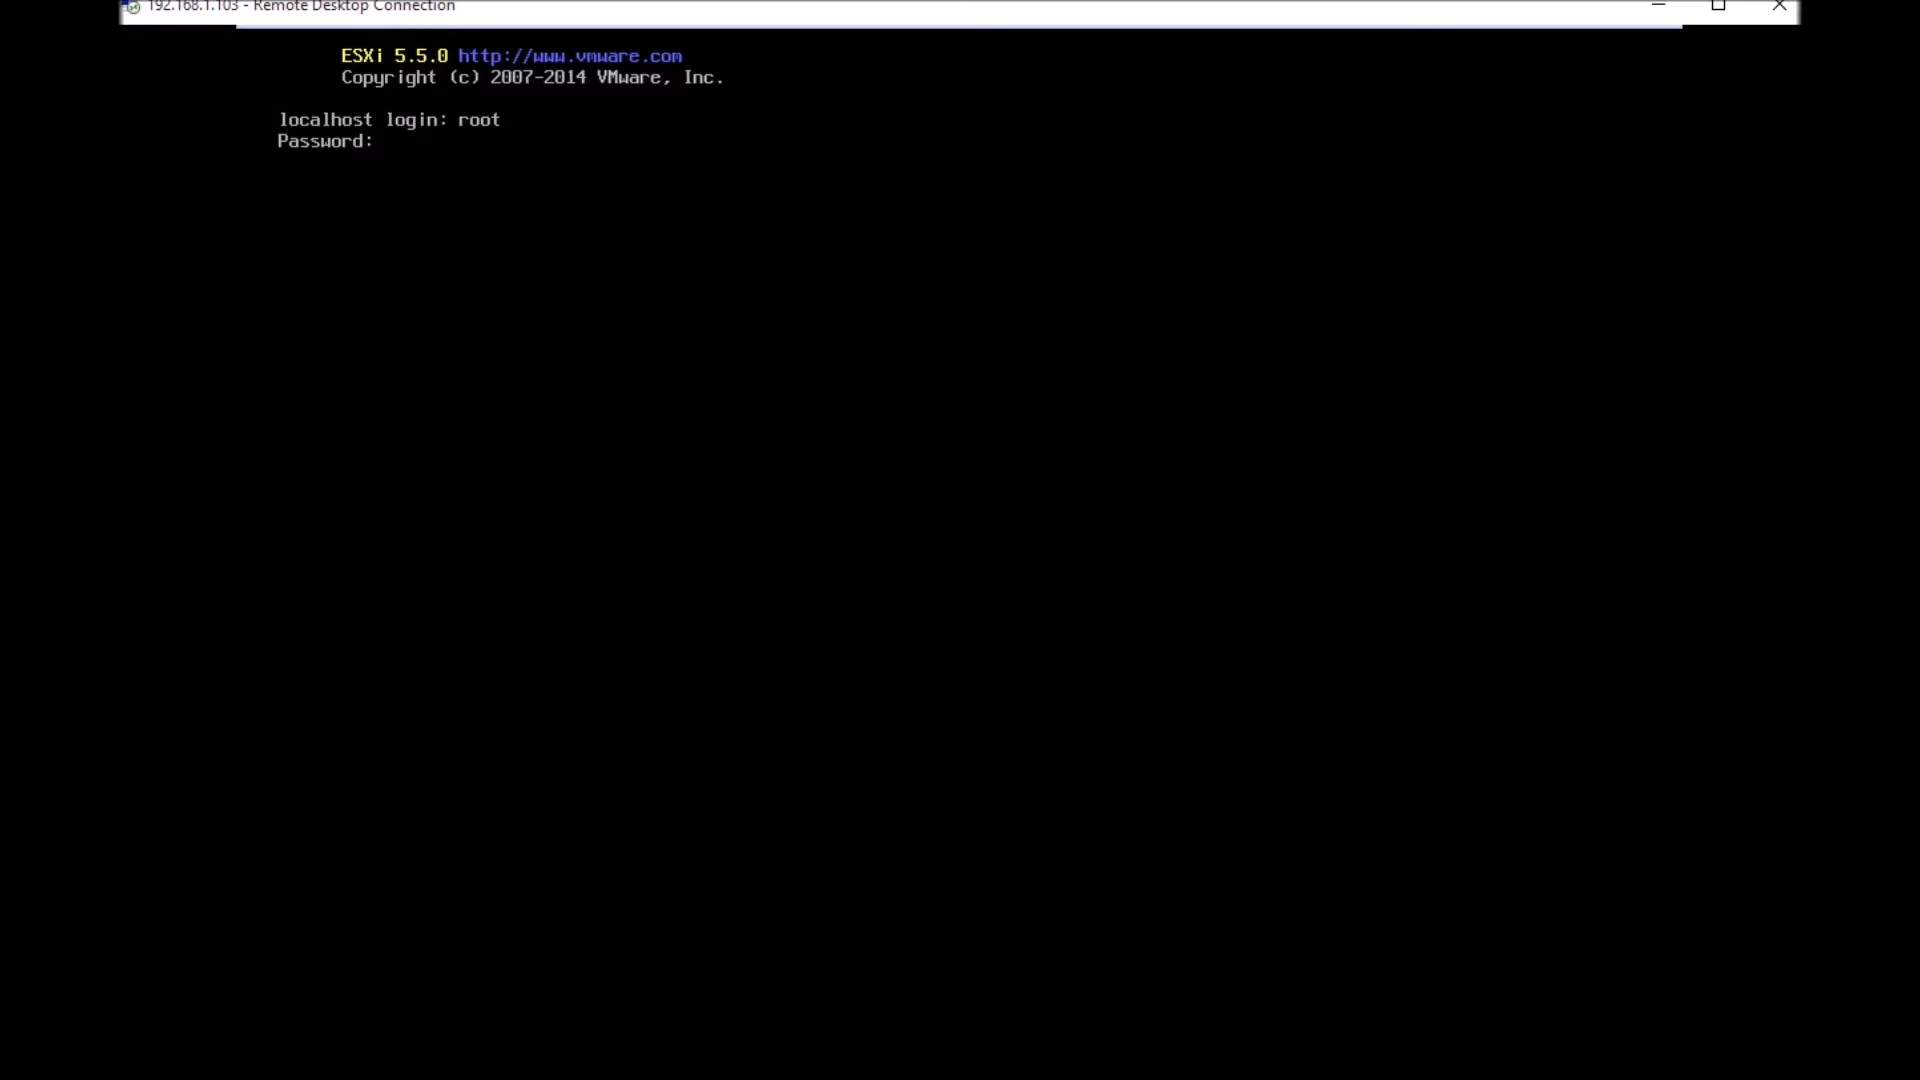 192.168.1.103 - Remote Desktop Connection
ESXi 5.5.0 http://www.vmware.com
Copyright (c) 2007-2014 VMware, Inc.
localhost login: root
Password: